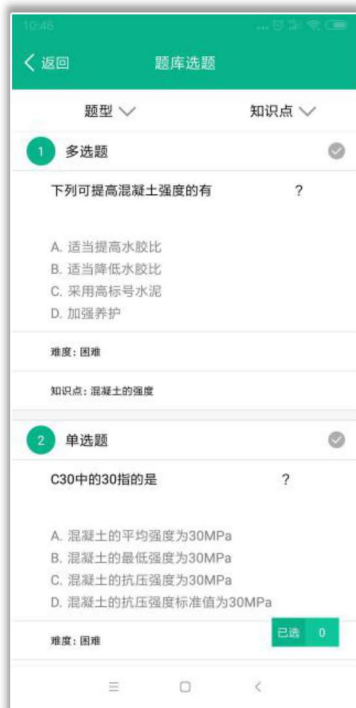 10:46
返回 题库选题
题型 知识点
1 多选题
下列可提高混凝土强度的有 ?
A. 适当提高水胶比
B. 适当降低水胶比
C. 采用高标号水泥
D. 加强养护
难度: 困难
知识点: 混凝土的强度
2 单选题
C30中的30指的是 ?
A. 混凝土的平均强度为30MPa
B. 混凝土的最低强度为30MPa
C. 混凝土的抗压强度为30MPa
D. 混凝土的抗压强度标准值为30MPa
已选 0
难度: 困难